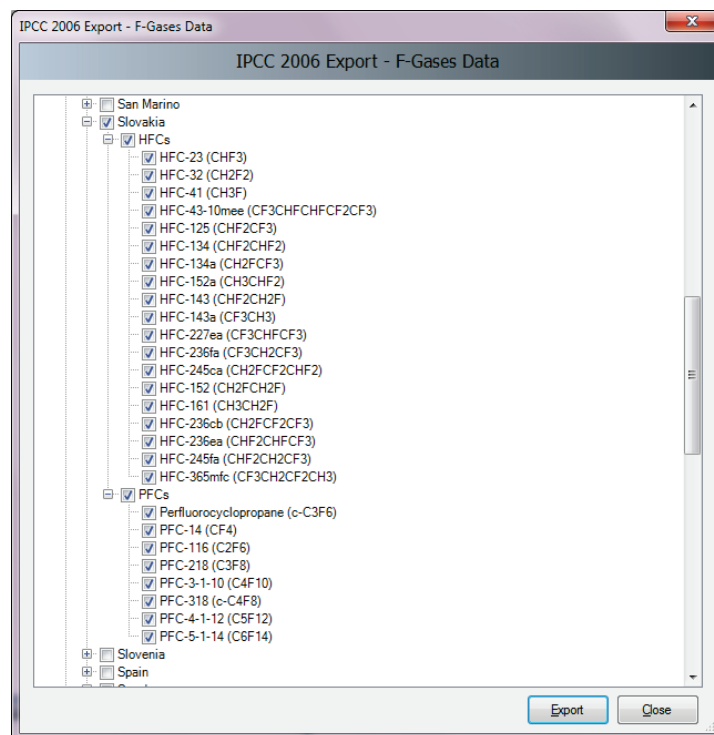 IPCC 2006 Export - F-Gases Data
IPCC 2006 Export - F-Gases Data
San Marino
Slovakia
HFCs
HFC-23 (CHF3)
HFC-32 (CH2F2)
HFC-41 (CH3F)
HFC-43-10mee (CF3CHFCHFCF2CF3)
HFC-125 (CHF2CF3)
HFC-134 (CHF2CHF2)
HFC-134a (CH2FCF3)
HFC-152a (CH3CHF2)
HFC-143 (CHF2CH2F)
HFC-143a (CF3CH3)
HFC-227ea (CF3CHFCF3)
HFC-236fa (CF3CH2CF3)
HFC-245ca (CH2FCF2CHF2)
HFC-152 (CH2FCH2F)
HFC-161 (CH3CH2F)
HFC-236cb (CH2FCF2CF3)
HFC-236ea (CHF2CHFCF3)
HFC-245fa (CHF2CH2CF3)
HFC-365mfc (CF3CH2CF2CH3)
PFCs
Perfluorocyclopropane (c-C3F6)
PFC-14 (CF4)
PFC-116 (C2F6)
PFC-218 (C3F8)
PFC-3-1-10 (C4F10)
PFC-318 (c-C4F8)
PFC-4-1-12 (C5F12)
PFC-5-1-14 (C6F14)
Slovenia
Spain
Export Close